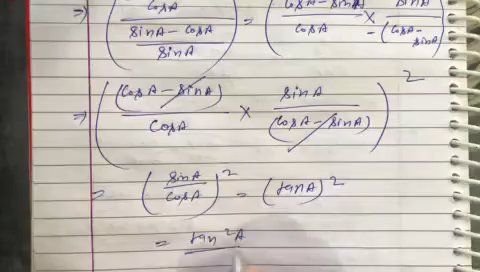 ⇒ ( cosA / ((sinA - cosA) / sinA) ) = ( (cosA - sinA) / cosA × sinA / -(cosA - sinA) )
⇒ ( (cosA - sinA) / cosA × sinA / (cosA - sinA) )²
= ( sinA / cosA )² = (tanA)²
= tan²A